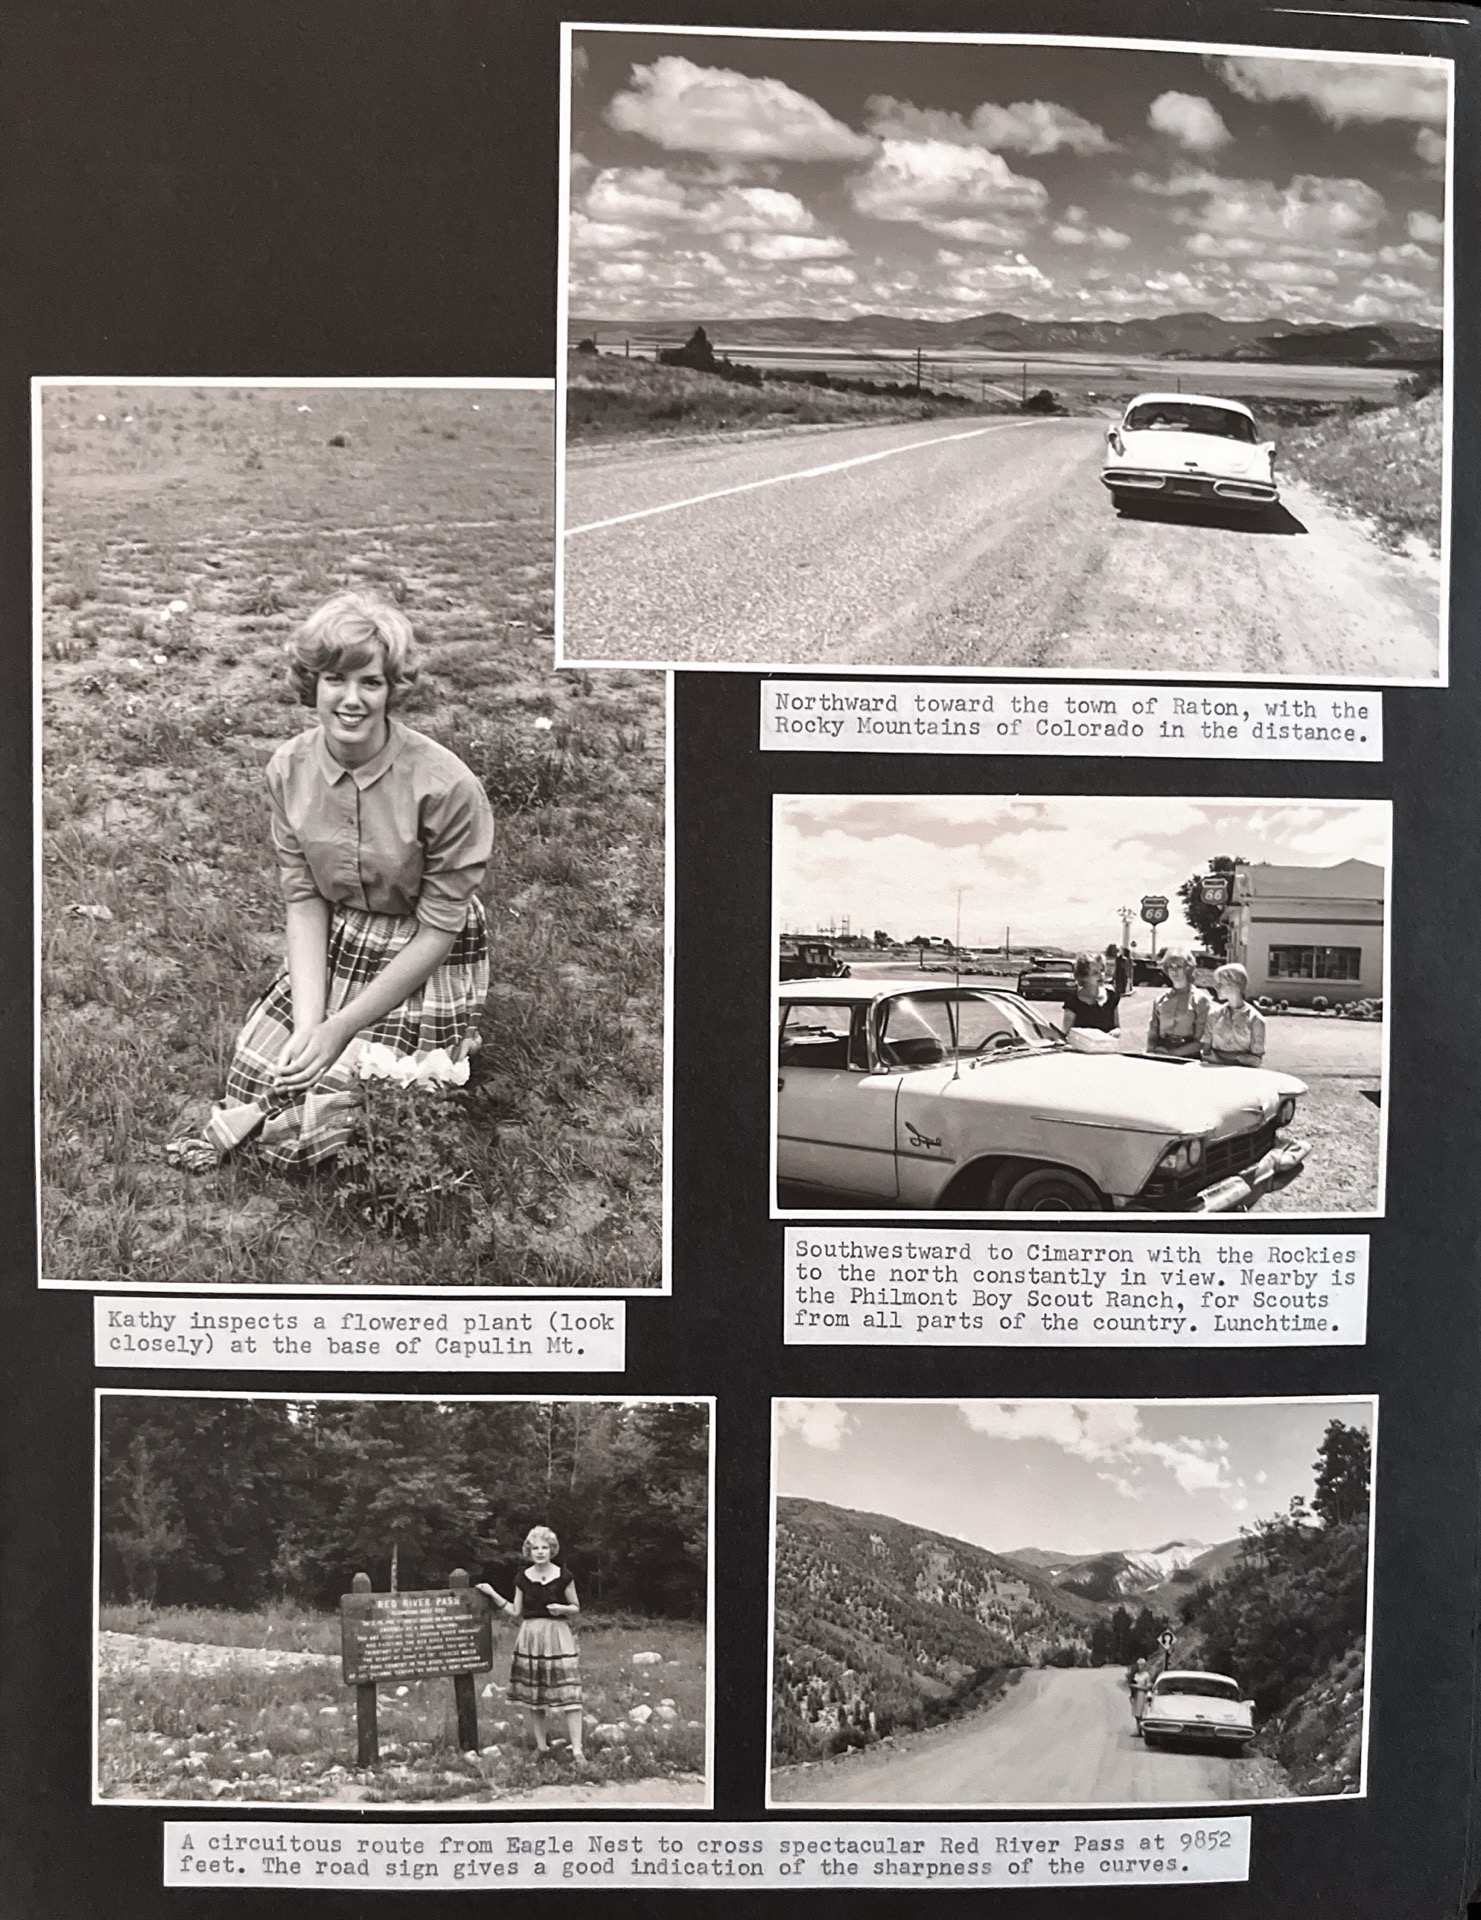 Northward toward the town of Raton, with the
Rocky Mountains of Colorado in the distance.
66
66
Southwestward to Cimarron with the Rockies
to the north constantly in view. Nearby is
the Philmont Boy Scout Ranch, for Scouts
from all parts of the country. Lunchtime.
Kathy inspects a flowered plant (look
closely) at the base of Capulin Mt.
RED RIVER PASS
A circuitous route from Eagle Nest to cross spectacular Red River Pass at 9852
feet. The road sign gives a good indication of the sharpness of the curves.